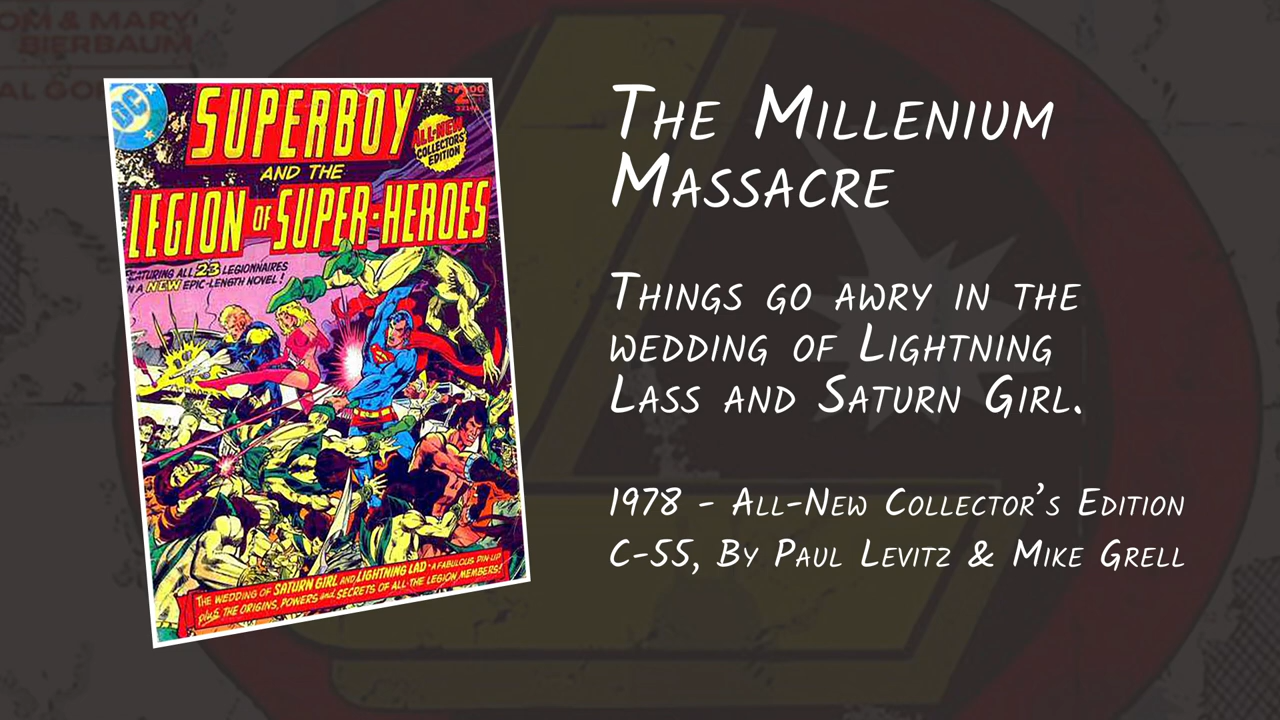 OM & MARY
BIERBAUM
AL GO
DC
$2.00
SUPERBOY
ALL-NEW
COLLECTORS'
EDITION
AND THE
LEGION OF SUPER-HEROES
FEATURING ALL 23 LEGIONNAIRES
IN A NEW EPIC-LENGTH NOVEL!
THE WEDDING OF SATURN GIRL AND LIGHTNING LAD • A FABULOUS PIN-UP
plus THE ORIGINS, POWERS and SECRETS OF ALL THE LEGION MEMBERS!
The Millenium
Massacre
Things go awry in the
wedding of Lightning
Lass and Saturn Girl.
1978 - All-New Collector's Edition
C-55, By Paul Levitz & Mike Grell